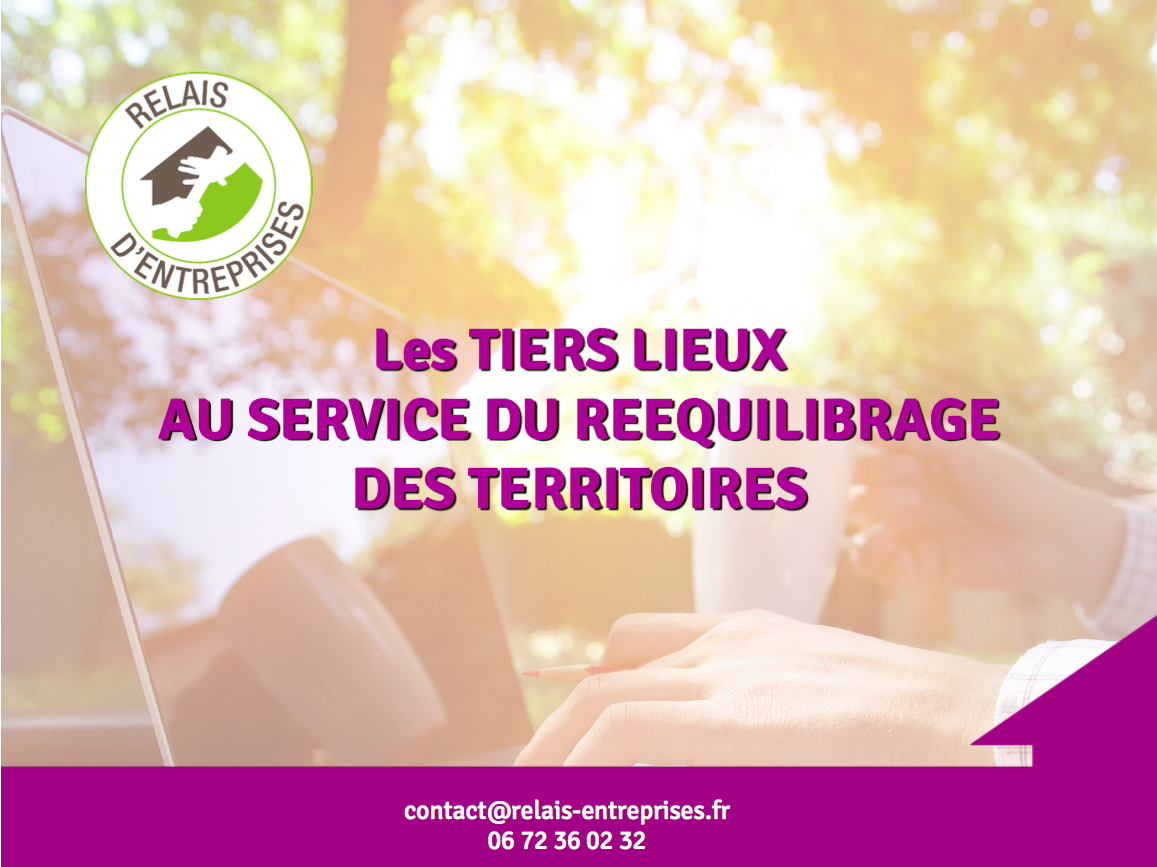 RELAIS
D'ENTREPRISES
Les TIERS LIEUX
AU SERVICE DU REEQUILIBRAGE
DES TERRITOIRES
contact@relais-entreprises.fr
06 72 36 02 32